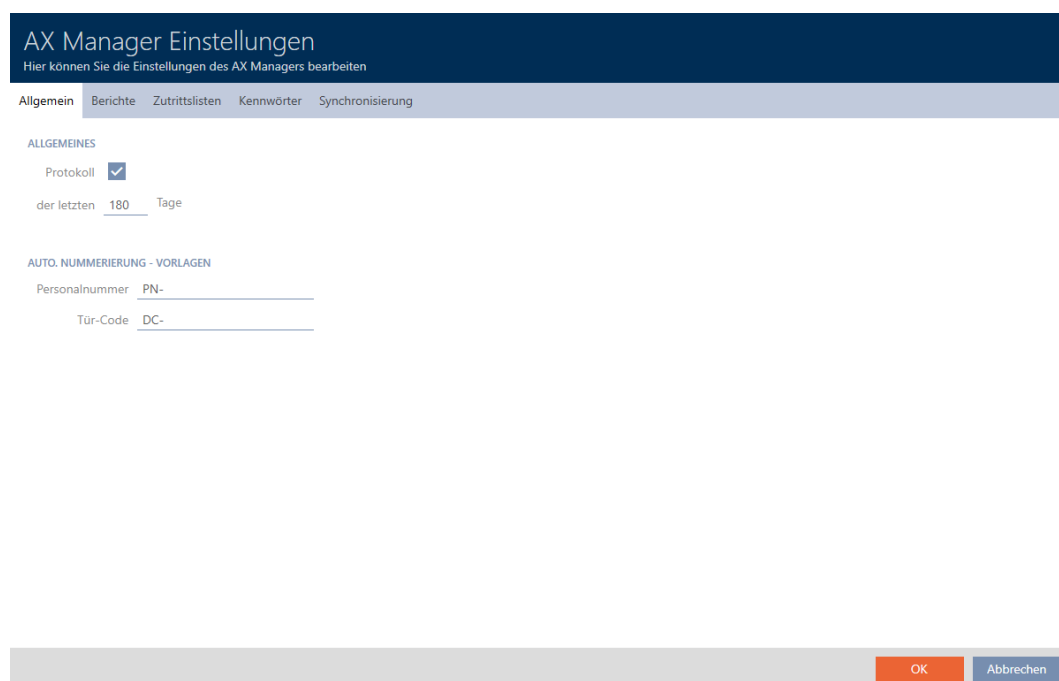 AX Manager Einstellungen
Hier können Sie die Einstellungen des AX Managers bearbeiten
Allgemein Berichte Zutrittslisten Kennwörter Synchronisierung
ALLGEMEINES
Protokoll
der letzten 180 Tage
AUTO. NUMMERIERUNG - VORLAGEN
Personalnummer PN-
Tür-Code DC-
OK Abbrechen